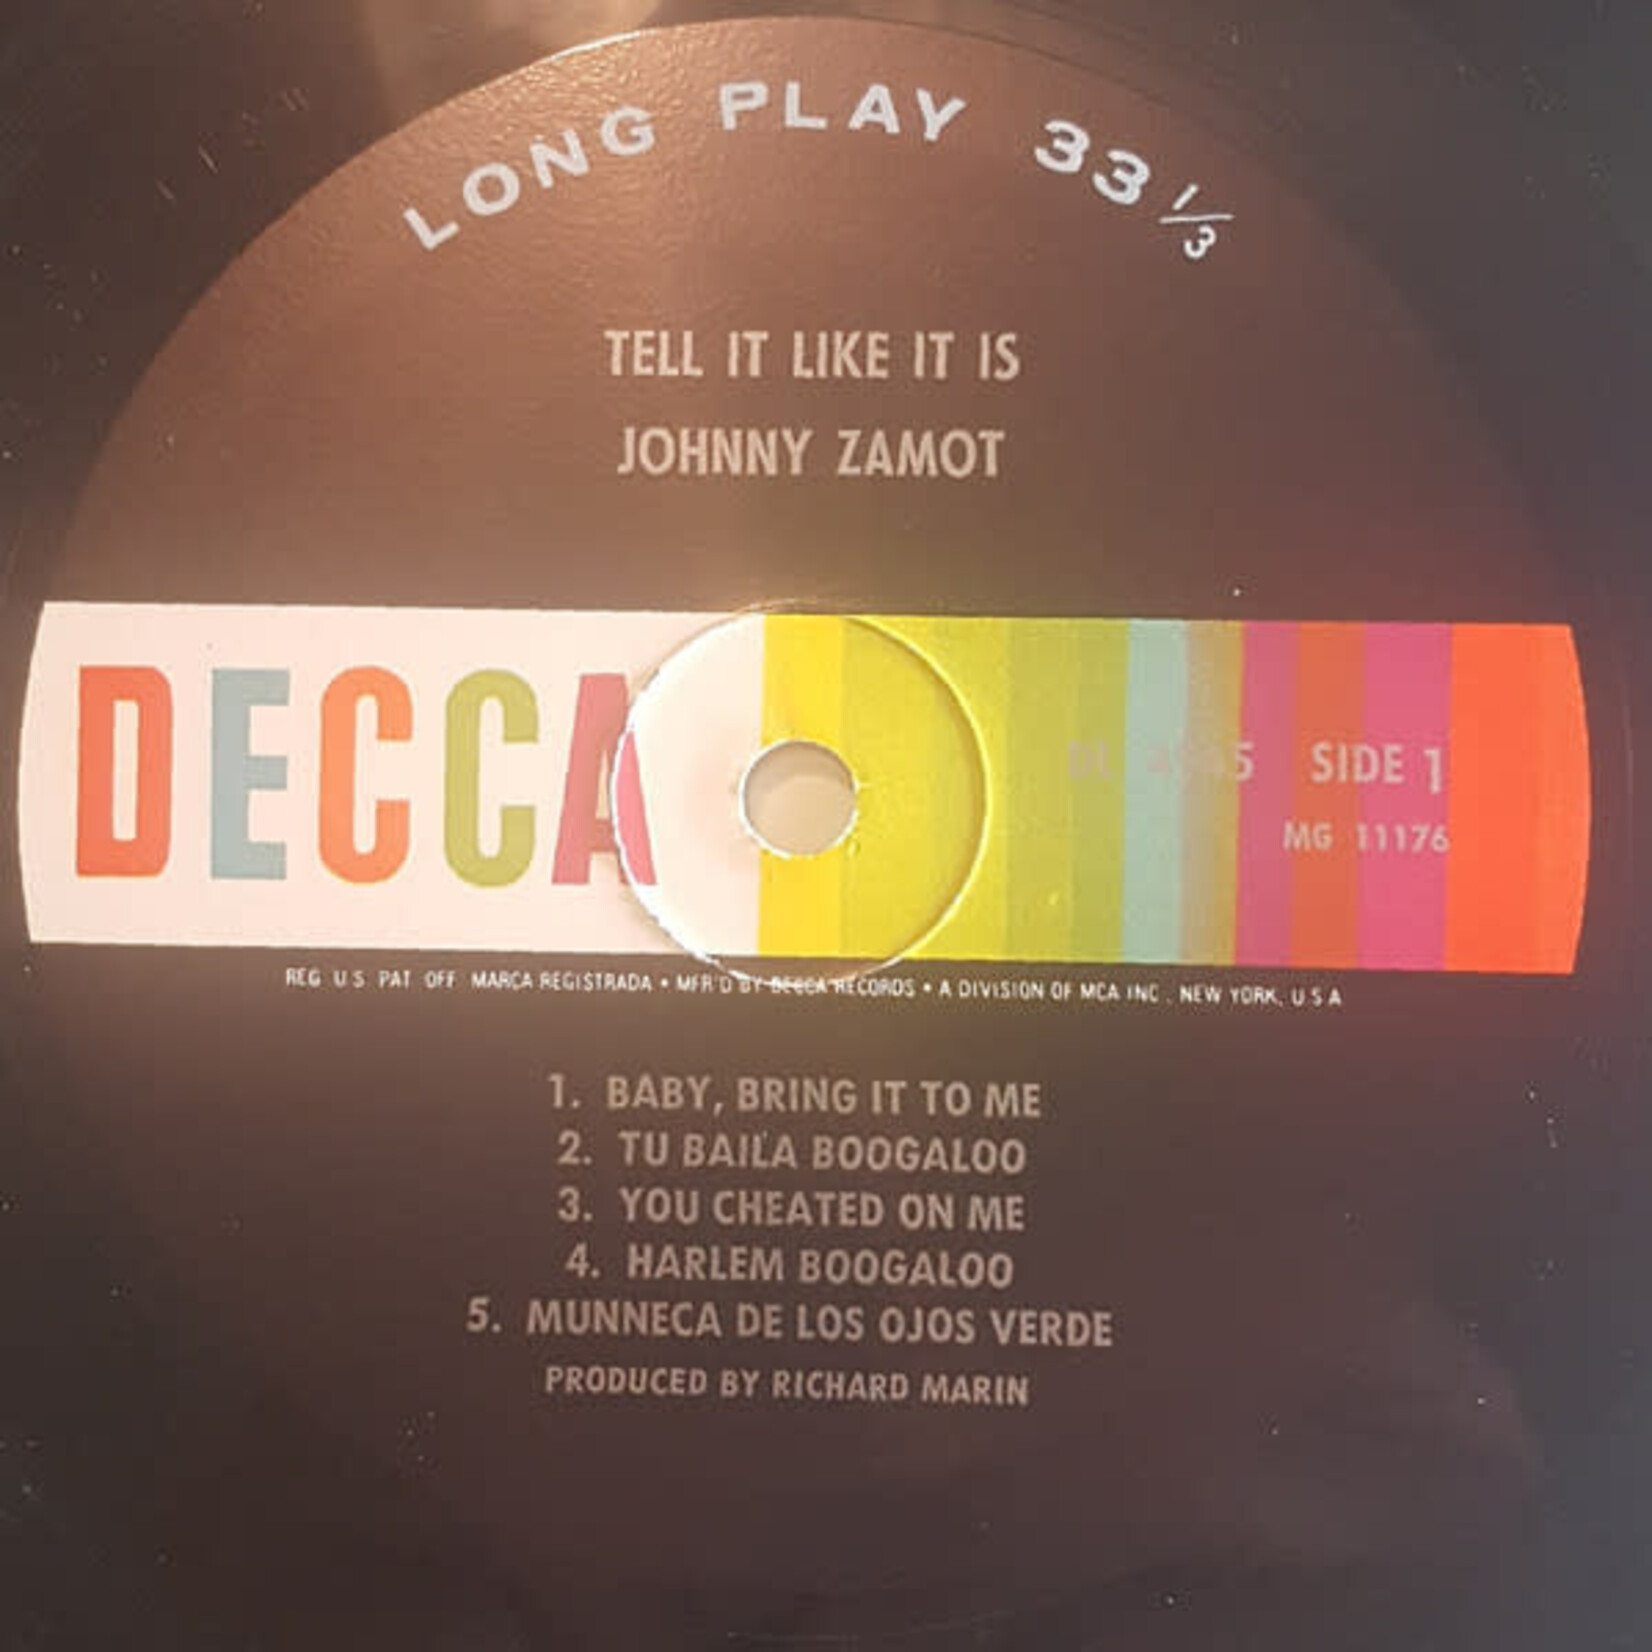 LONG PLAY 33 1/3
TELL IT LIKE IT IS
JOHNNY ZAMOT
DECCA
DL SIDE 1
MG 11176
REG. U.S. PAT. OFF. MARCA REGISTRADA • MFR'D BY DECCA RECORDS • A DIVISION OF MCA INC., NEW YORK, U.S.A
1. BABY, BRING IT TO ME
2. TU BAILA BOOGALOO
3. YOU CHEATED ON ME
4. HARLEM BOOGALOO
5. MUNNECA DE LOS OJOS VERDE
PRODUCED BY RICHARD MARIN